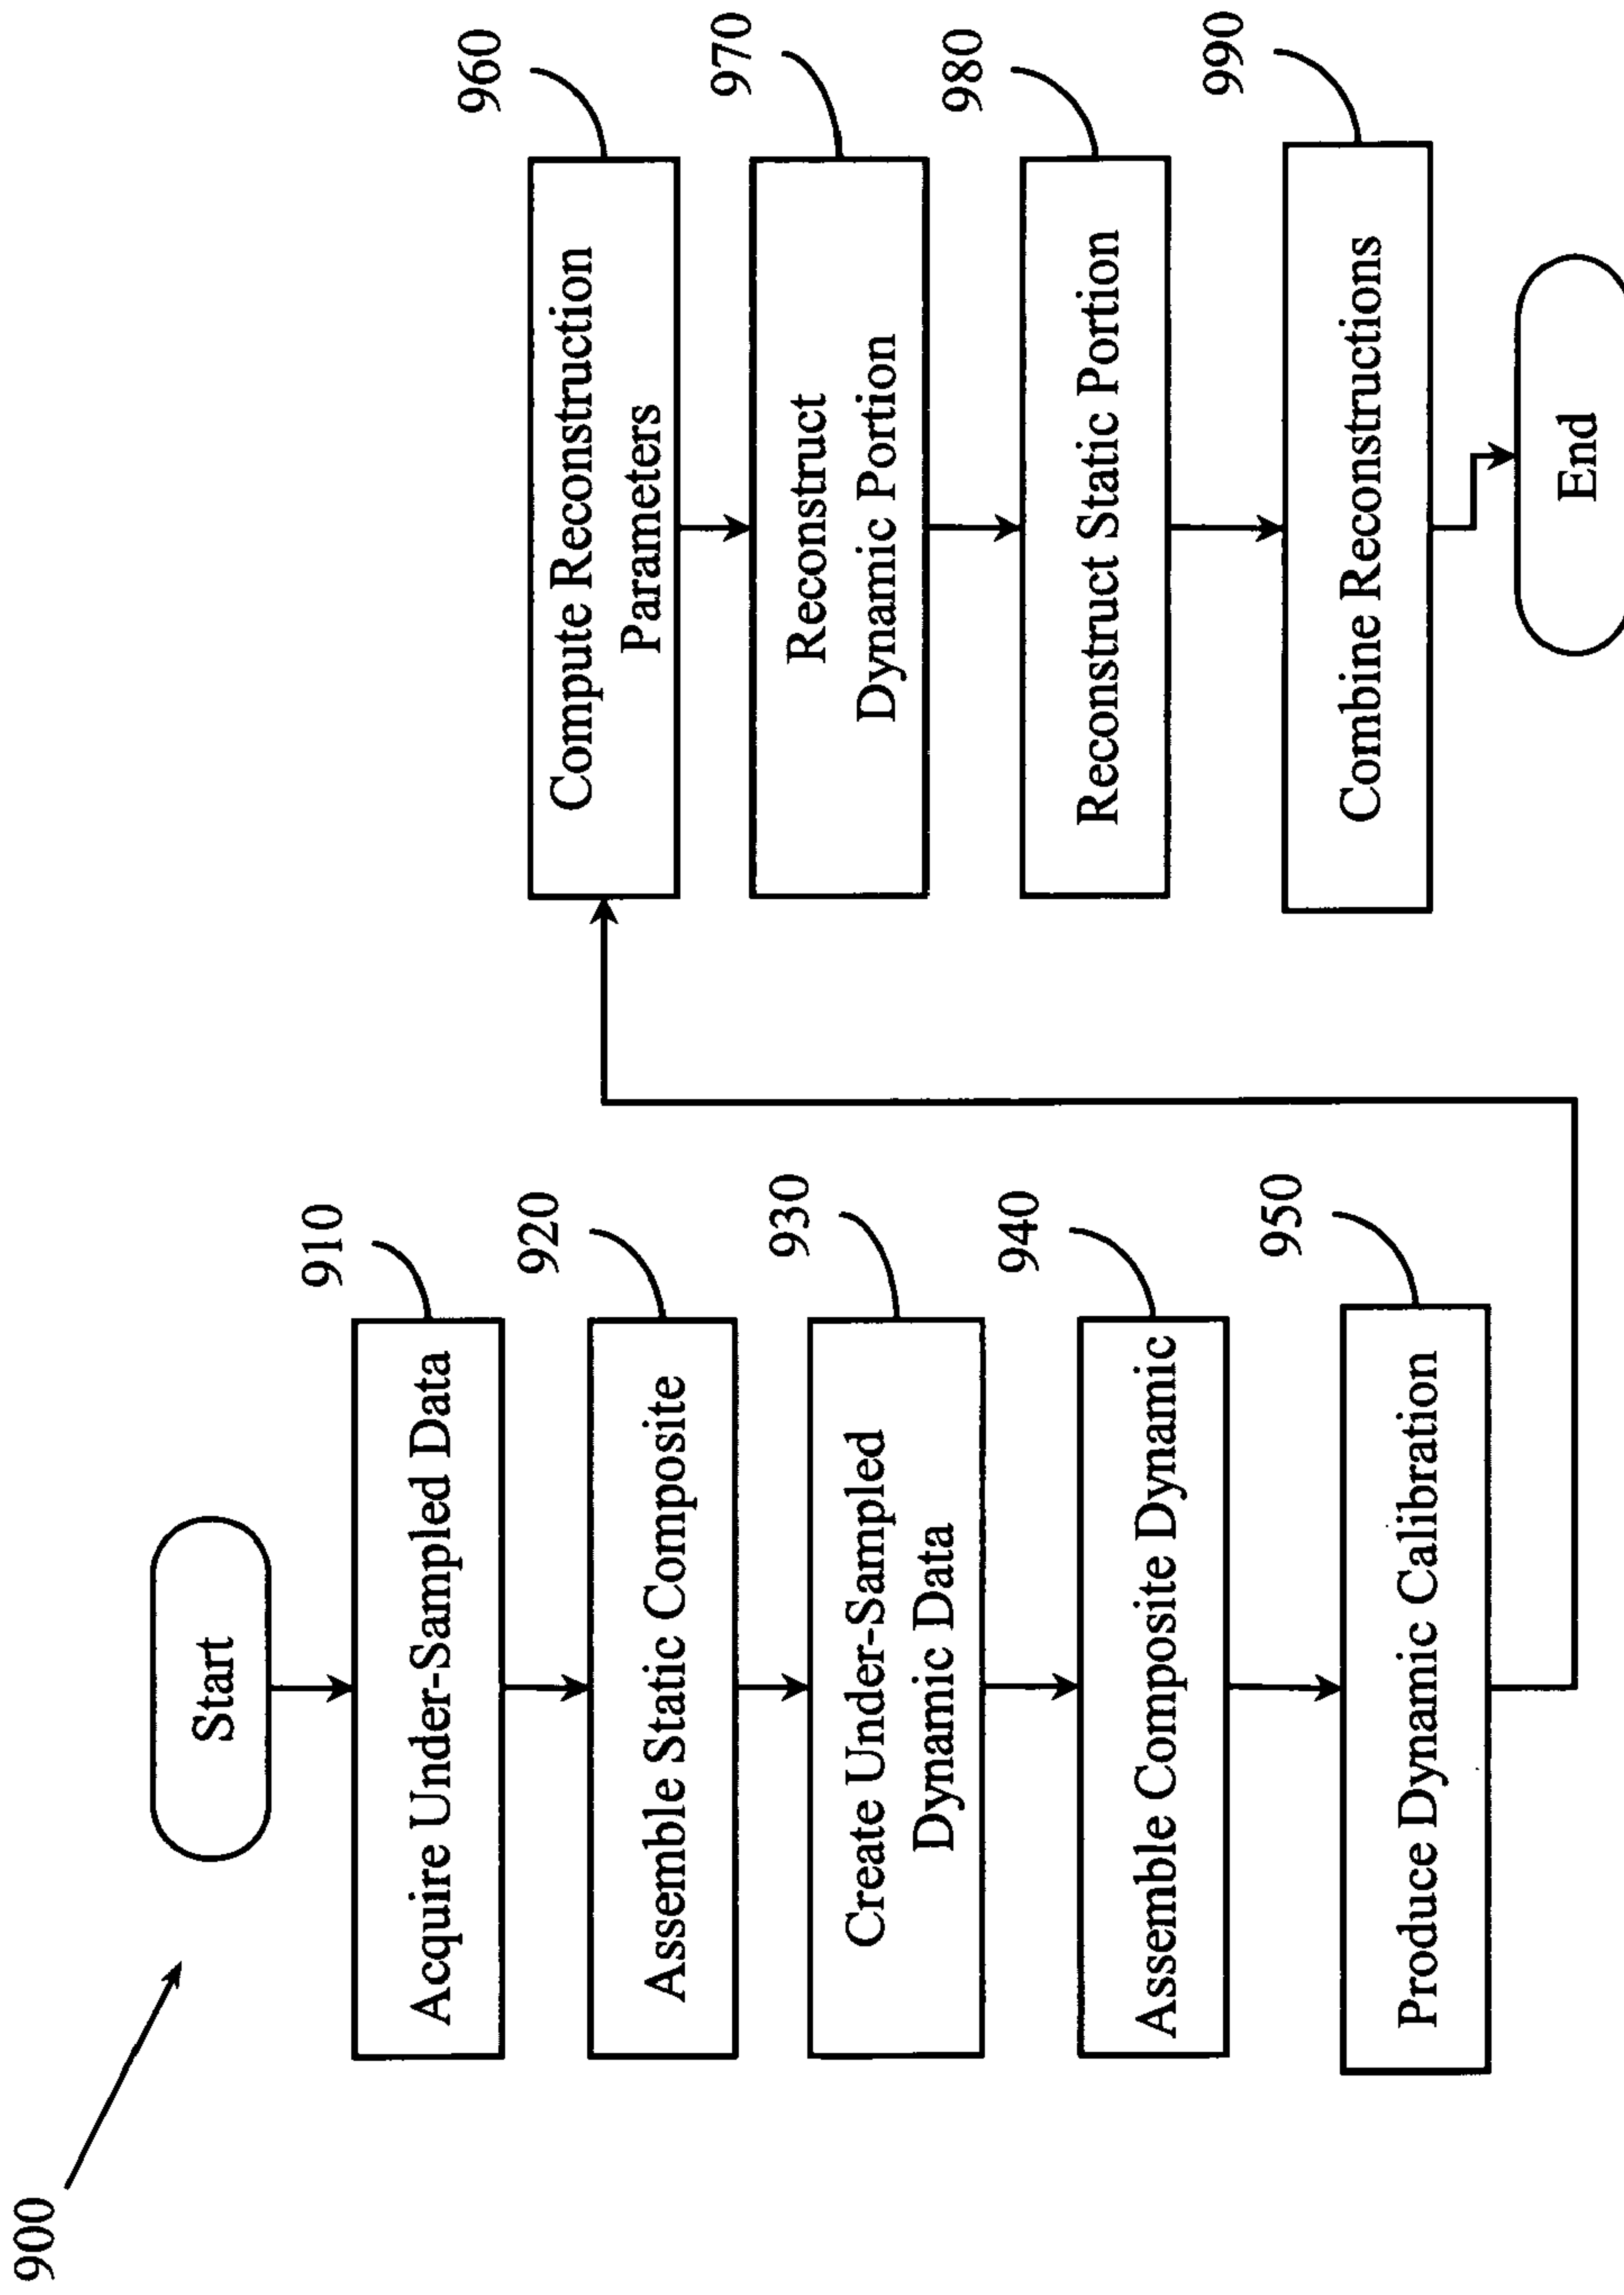 900
Start
Acquire Under-Sampled Data
910
Assemble Static Composite
920
Create Under-Sampled
Dynamic Data
930
Assemble Composite Dynamic
940
Produce Dynamic Calibration
950
Compute Reconstruction
Parameters
960
Reconstruct
Dynamic Portion
970
Reconstruct Static Portion
980
Combine Reconstructions
990
End